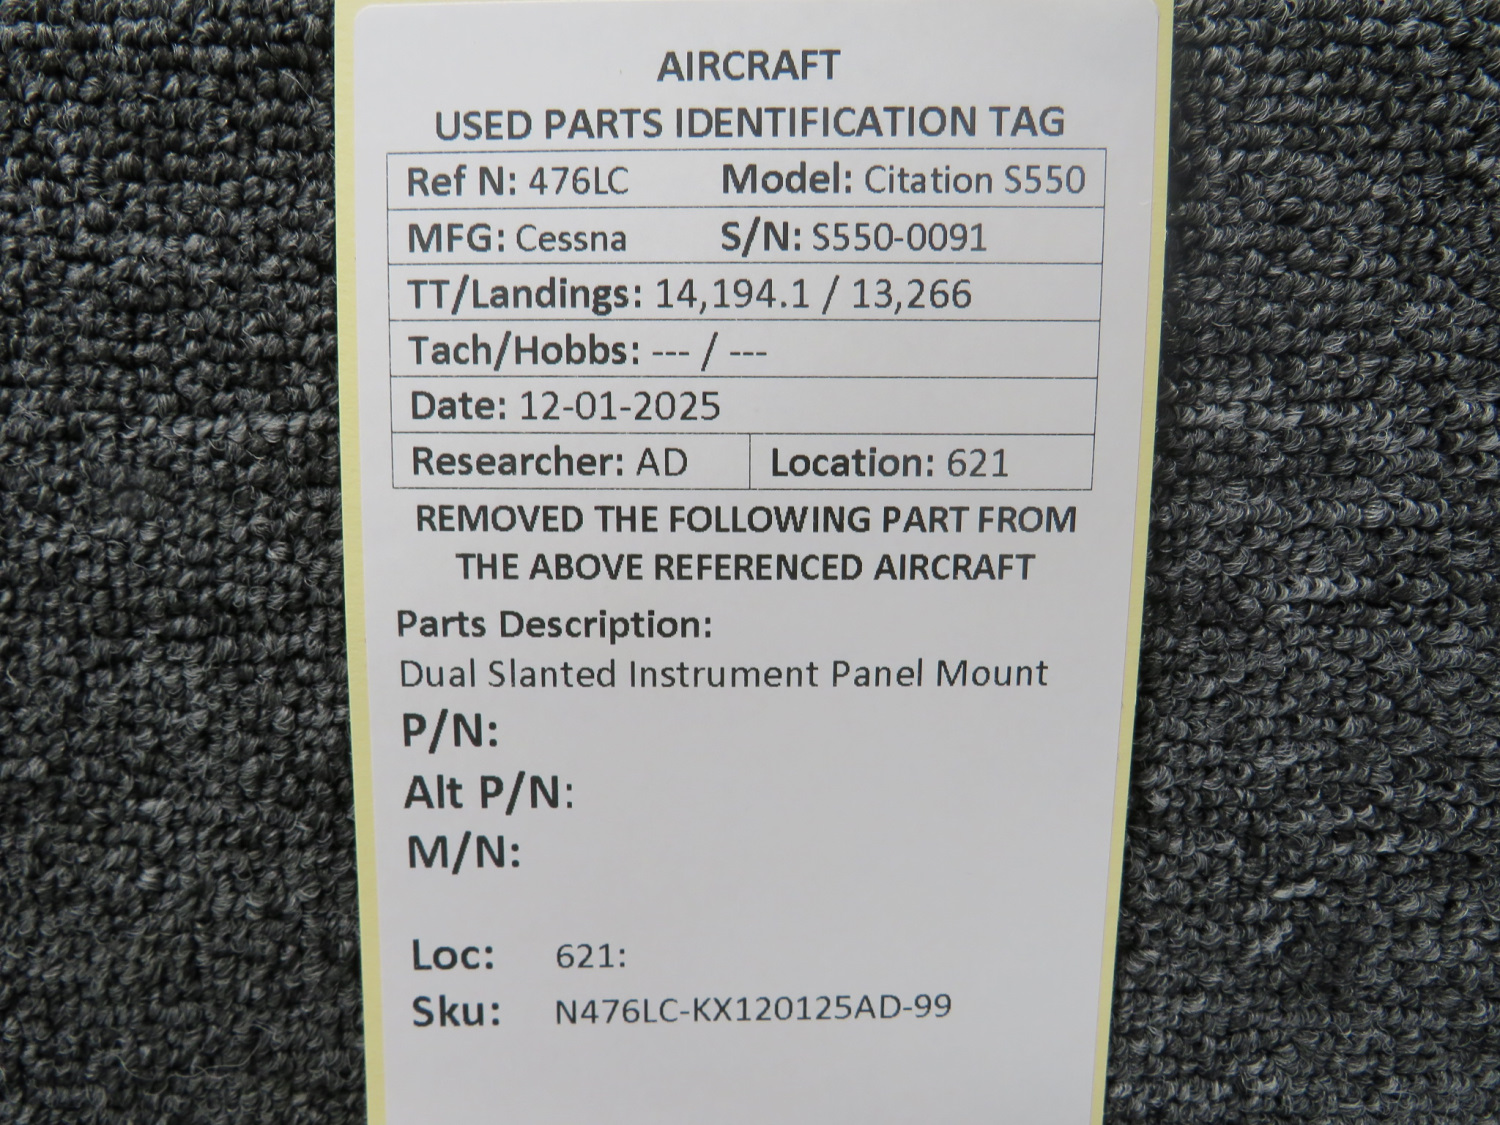 AIRCRAFT
USED PARTS IDENTIFICATION TAG
Ref N: 476LC Model: Citation S550
MFG: Cessna S/N: S550-0091
TT/Landings: 14,194.1 / 13,266
Tach/Hobbs: --- / ---
Date: 12-01-2025
Researcher: AD Location: 621
REMOVED THE FOLLOWING PART FROM
THE ABOVE REFERENCED AIRCRAFT
Parts Description:
Dual Slanted Instrument Panel Mount
P/N:
Alt P/N:
M/N:
Loc: 621:
Sku: N476LC-KX120125AD-99